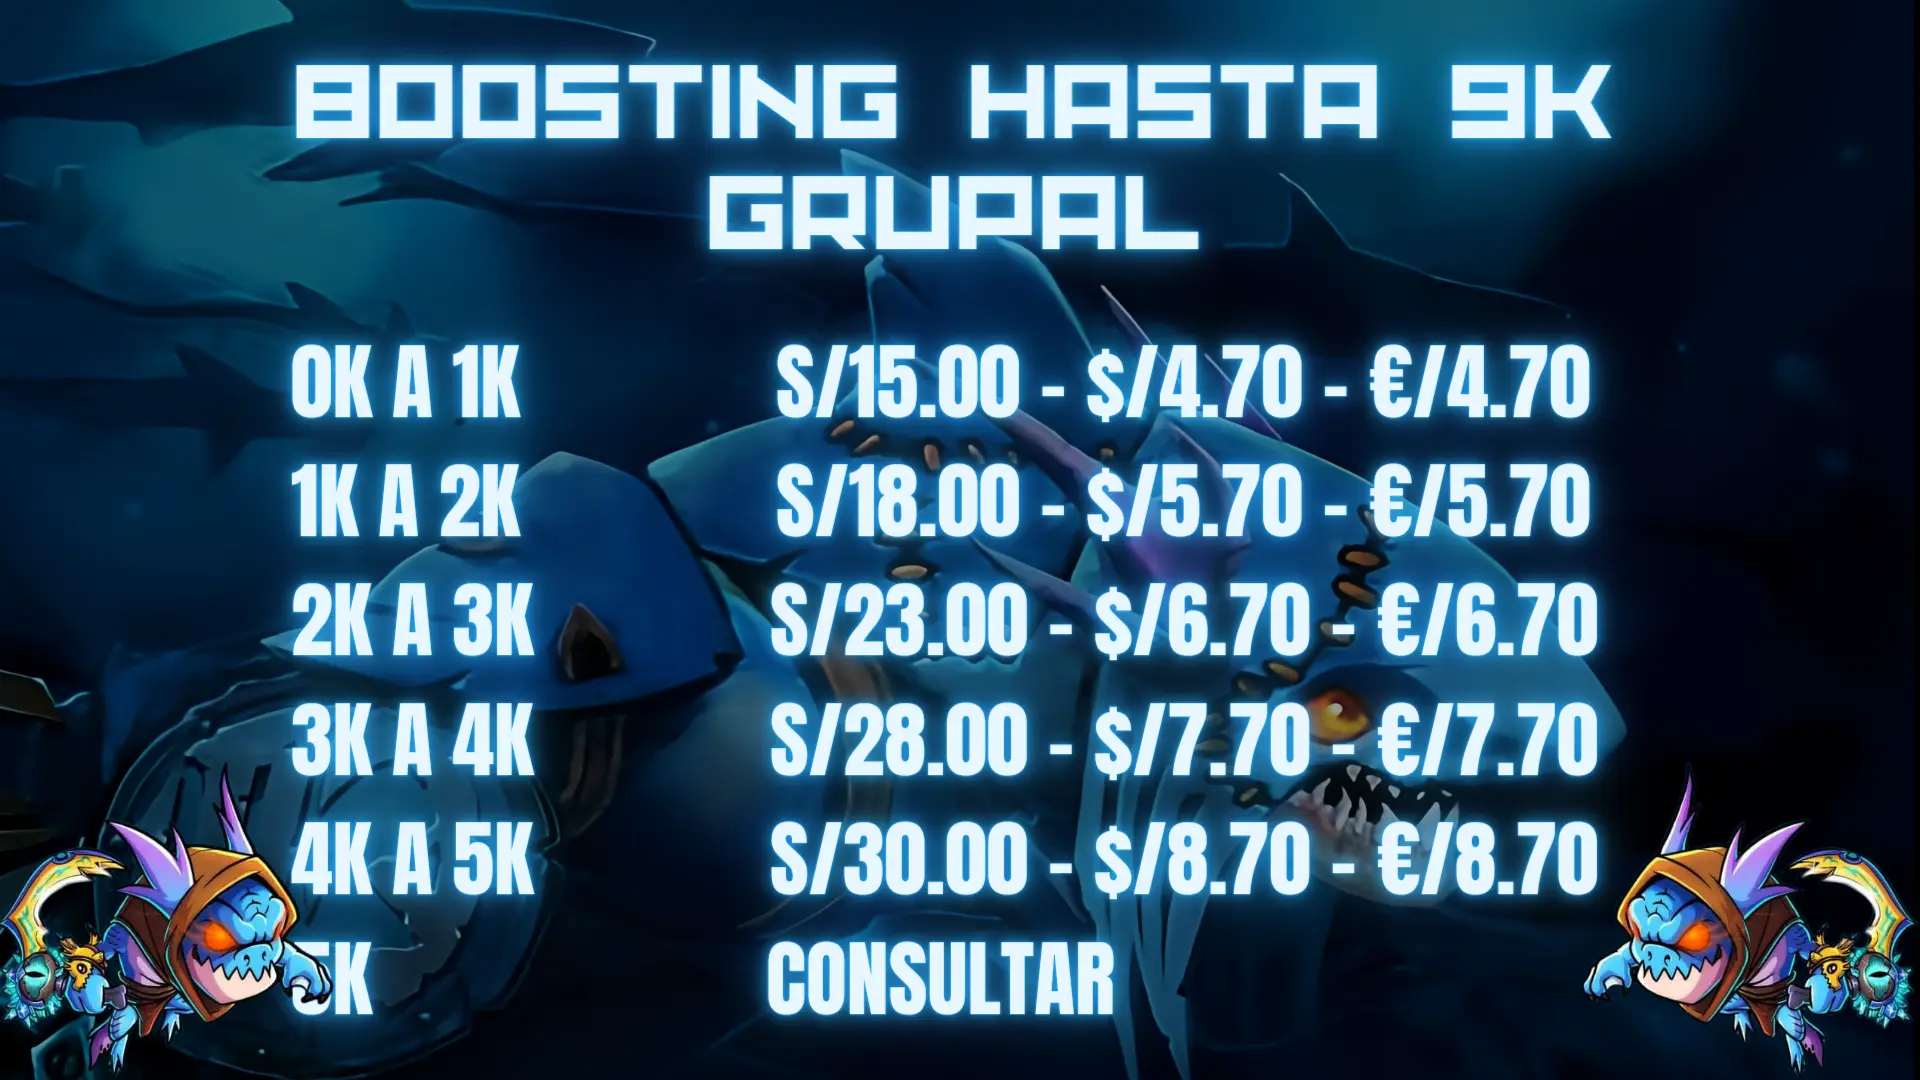 BOOSTING HASTA 9K
GRUPAL
0K A 1K S/15.00 - $/4.70 - €/4.70
1K A 2K S/18.00 - $/5.70 - €/5.70
2K A 3K S/23.00 - $/6.70 - €/6.70
3K A 4K S/28.00 - $/7.70 - €/7.70
4K A 5K S/30.00 - $/8.70 - €/8.70
5K CONSULTAR